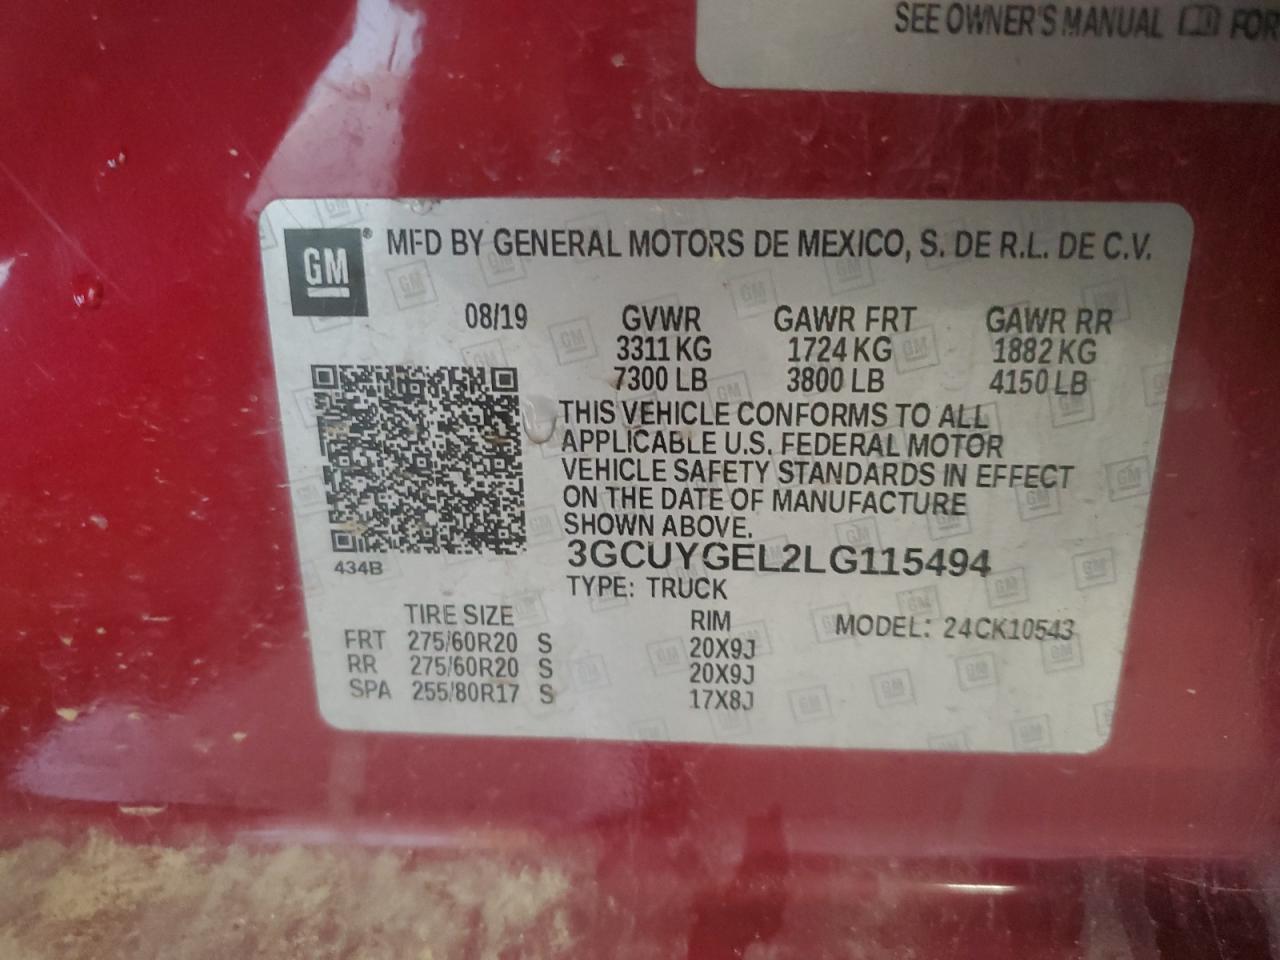 SEE OWNER'S MANUAL FOR
GM ® MFD BY GENERAL MOTORS DE MEXICO, S. DE R.L. DE C.V.
08/19 GVWR GAWR FRT GAWR RR
3311 KG 1724 KG 1882 KG
7300 LB 3800 LB 4150 LB
THIS VEHICLE CONFORMS TO ALL
APPLICABLE U.S. FEDERAL MOTOR
VEHICLE SAFETY STANDARDS IN EFFECT
ON THE DATE OF MANUFACTURE
SHOWN ABOVE.
3GCUYGEL2LG115494
434B
TYPE: TRUCK
TIRE SIZE RIM MODEL: 24CK10543
FRT 275/60R20 S 20X9J
RR 275/60R20 S 20X9J
SPA 255/80R17 S 17X8J